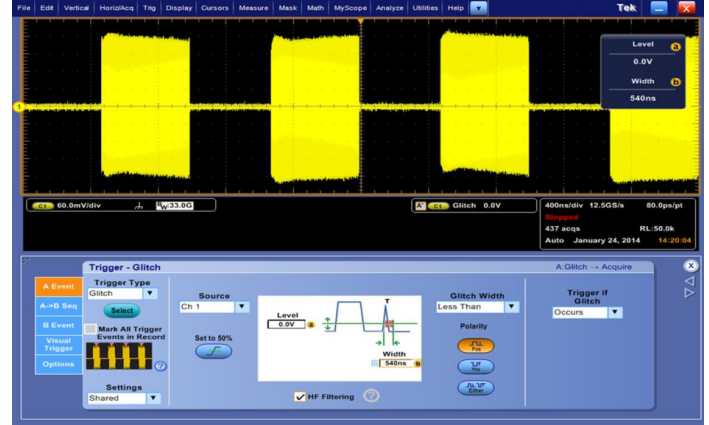 File Edit Vertical Horiz/Acq Trig Display Cursors Measure Mask Math MyScope Analyze Utilities Help Tek X
Level a
0.0V
Width b
540ns
1
C1 60.0mV/div BW:33.0G
A' C1 Glitch 0.0V
400ns/div 12.5GS/s 80.0ps/pt
Stopped
437 acqs RL:50.0k
Auto January 24, 2014 14:20:04
Trigger - Glitch A:Glitch → Acquire X
A Event
A->B Seq
B Event
Visual
Trigger
Options
Trigger Type
Glitch
Select
Mark All Trigger
Events in Record
?
Settings
Shared
Source
Ch 1
Set to 50%
Level
0.0V a
T
Width
540ns b
HF Filtering ?
Glitch Width
Less Than
Polarity
Pos
Neg
Either
Trigger if
Glitch
Occurs